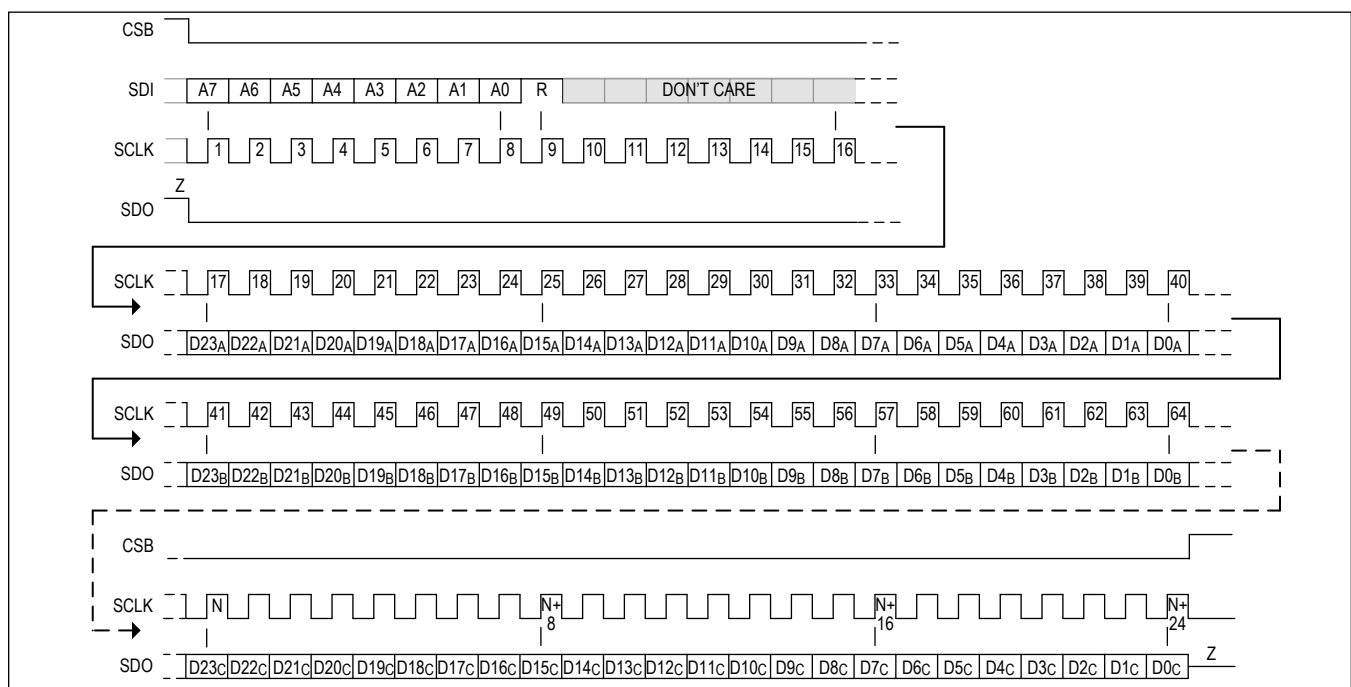 CSB
SDI A7 A6 A5 A4 A3 A2 A1 A0 R DON'T CARE
SCLK 1 2 3 4 5 6 7 8 9 10 11 12 13 14 15 16
Z
SDO
SCLK 17 18 19 20 21 22 23 24 25 26 27 28 29 30 31 32 33 34 35 36 37 38 39 40
SDO D23A D22A D21A D20A D19A D18A D17A D16A D15A D14A D13A D12A D11A D10A D9A D8A D7A D6A D5A D4A D3A D2A D1A D0A
SCLK 41 42 43 44 45 46 47 48 49 50 51 52 53 54 55 56 57 58 59 60 61 62 63 64
SDO D23B D22B D21B D20B D19B D18B D17B D16B D15B D14B D13B D12B D11B D10B D9B D8B D7B D6B D5B D4B D3B D2B D1B D0B
CSB
SCLK N N+8 N+16 N+24
SDO D23C D22C D21C D20C D19C D18C D17C D16C D15C D14C D13C D12C D11C D10C D9C D8C D7C D6C D5C D4C D3C D2C D1C D0C Z